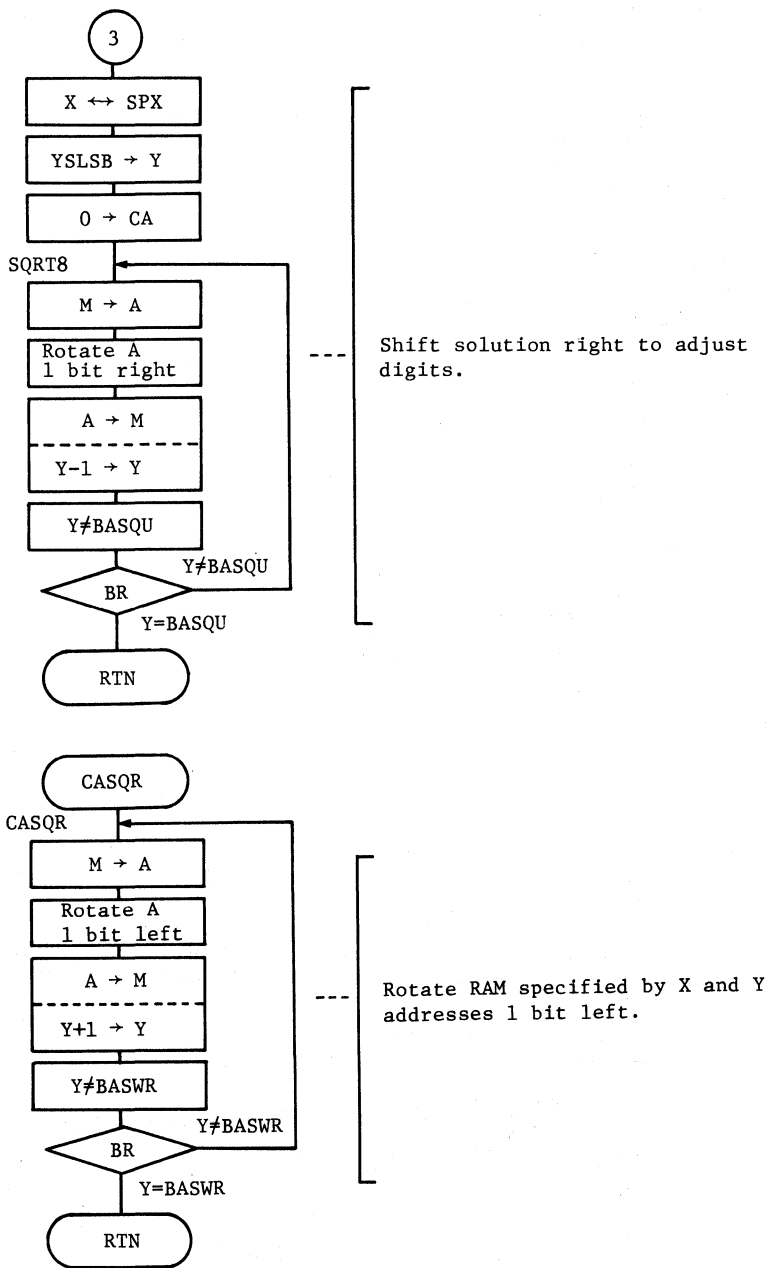 3
X ↔ SPX
YSLSB → Y
0 → CA
SQRT8
M → A
Rotate A
1 bit right
A → M
Y-1 → Y
Y≠BASQU
Y≠BASQU
BR
Y=BASQU
RTN
Shift solution right to adjust
digits.
CASQR
CASQR
M → A
Rotate A
1 bit left
A → M
Y+1 → Y
Y≠BASWR
Y≠BASWR
BR
Y=BASWR
RTN
Rotate RAM specified by X and Y
addresses 1 bit left.